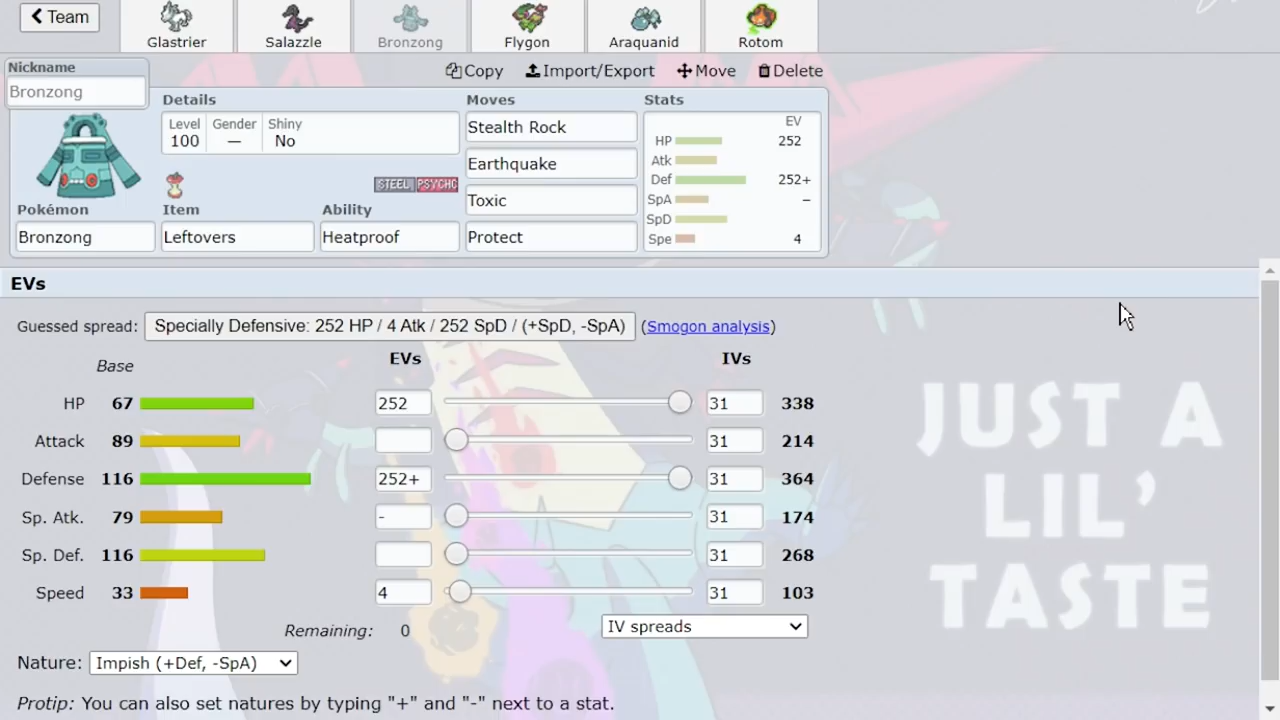 Team
Glastrier
Salazzle
Bronzong
Flygon
Araquanid
Rotom
Copy
Import/Export
Move
Delete
Nickname
Bronzong
Details
Level
100
Gender
—
Shiny
No
STEEL PSYCHC
Pokémon
Bronzong
Item
Leftovers
Ability
Heatproof
Moves
Stealth Rock
Earthquake
Toxic
Protect
Stats
EV
HP 252
Atk
Def 252+
SpA –
SpD
Spe 4
EVs
Guessed spread: Specially Defensive: 252 HP / 4 Atk / 252 SpD / (+SpD, -SpA) (Smogon analysis)
Base EVs IVs
HP 67 252 31 338
Attack 89 31 214
Defense 116 252+ 31 364
Sp. Atk. 79 - 31 174
Sp. Def. 116 31 268
Speed 33 4 31 103
Remaining: 0
IV spreads
Nature: Impish (+Def, -SpA)
Protip: You can also set natures by typing "+" and "-" next to a stat.
JUST A
LIL'
TASTE